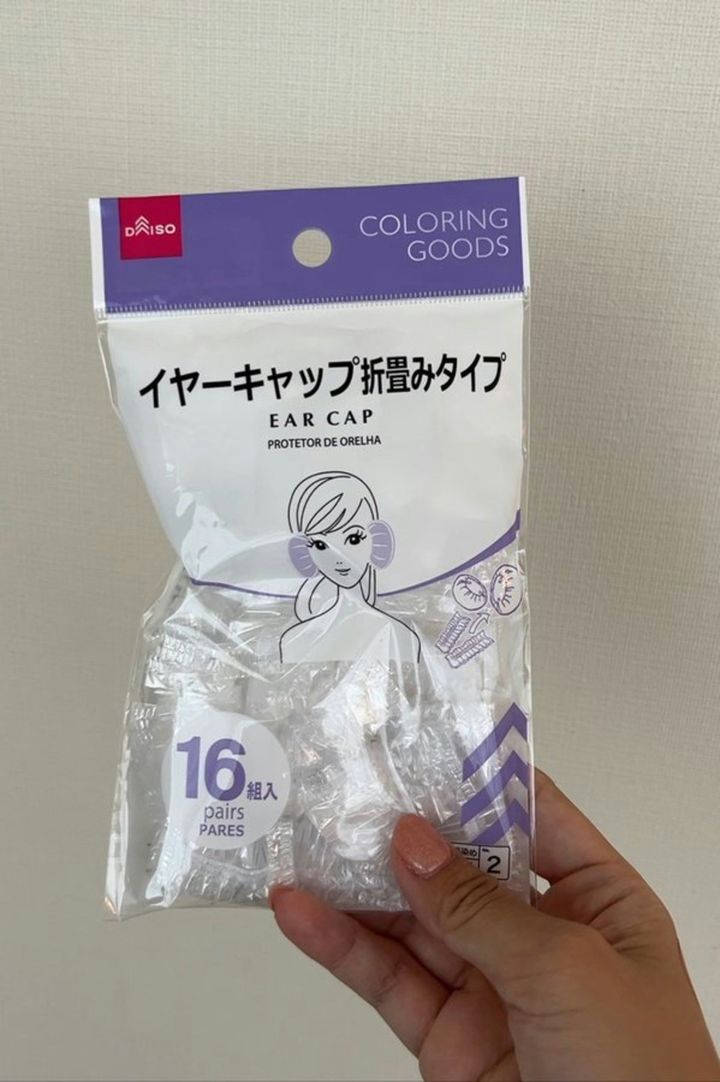 DAISO
COLORING
GOODS
イヤーキャップ折畳みタイプ
EAR CAP
PROTETOR DE ORELHA
16組入
pairs
PARES
No.
2